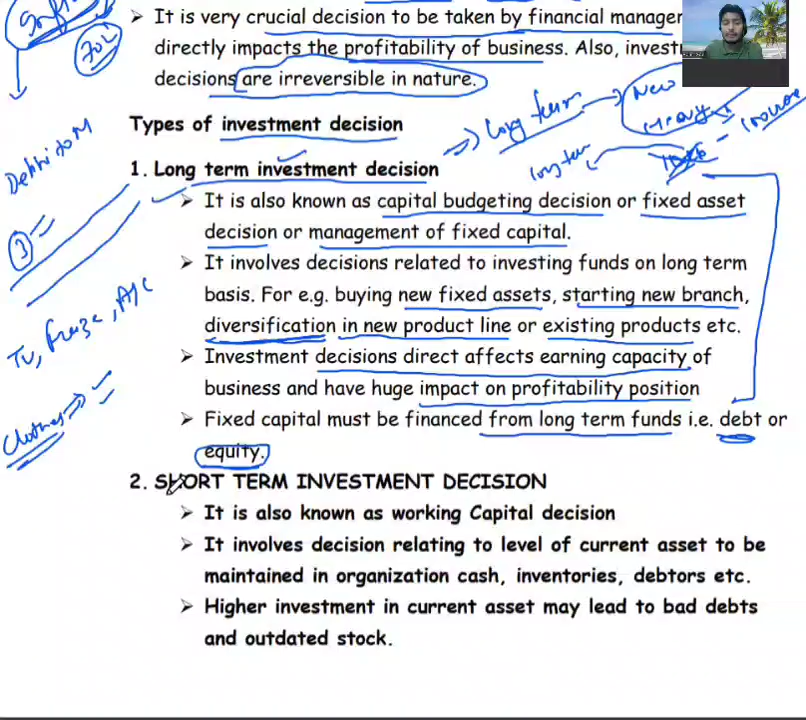 It is very crucial decision to be taken by financial manager
70%
directly impacts the profitability of business. Also, invest
decisions are irreversible in nature.
New
Long term
Types of investment decision
long term
1. Long term investment decision
It is also known as capital budgeting decision or fixed asset
decision or management of fixed capital.
3
It involves decisions related to investing funds on long term
basis. For e.g. buying new fixed assets, starting new branch,
TV, freeze, A/C
diversification in new product line or existing products etc.
Investment decisions direct affects earning capacity of
business and have huge impact on profitability position
Clothes
Fixed capital must be financed from long term funds i.e. debt or
equity.
2. SHORT TERM INVESTMENT DECISION
It is also known as working Capital decision
It involves decision relating to level of current asset to be
maintained in organization cash, inventories, debtors etc.
Higher investment in current asset may lead to bad debts
and outdated stock.